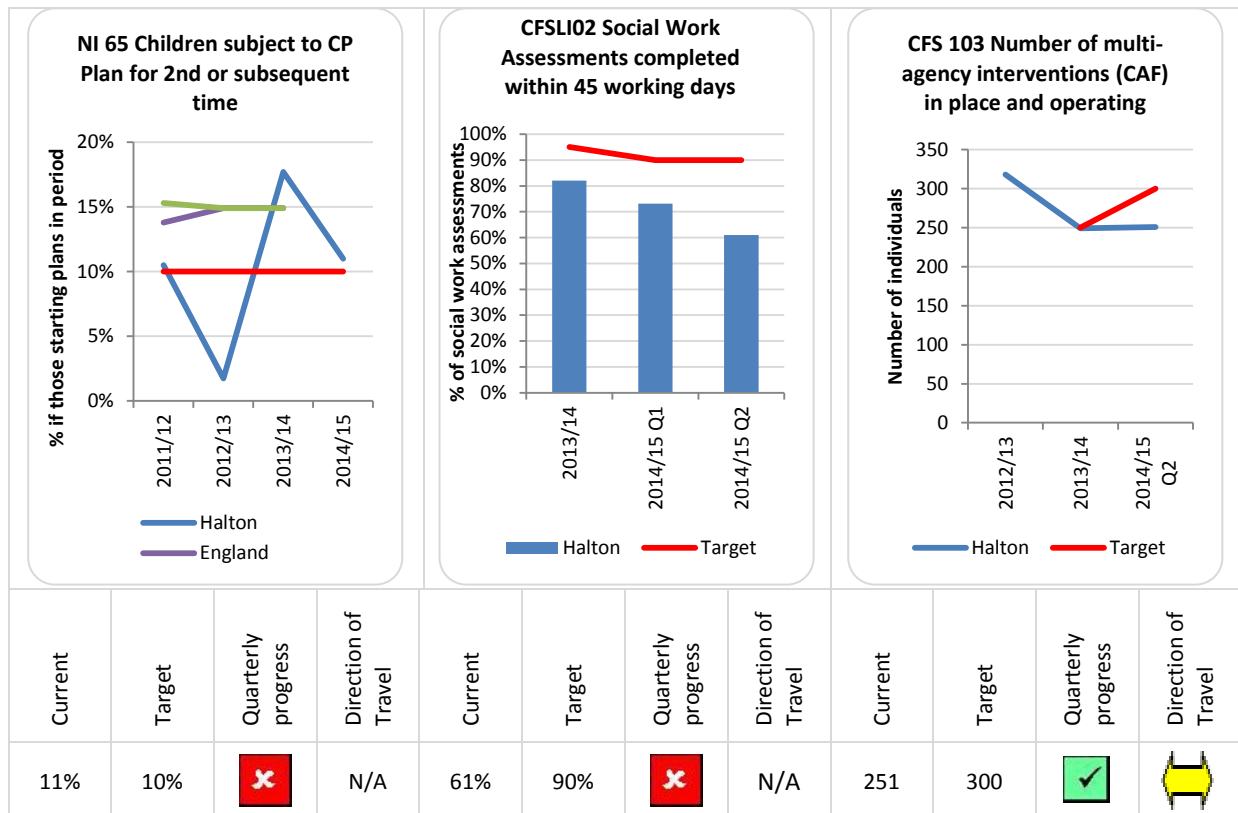 NI 65 Children subject to CP
Plan for 2nd or subsequent
time
% if those starting plans in period
20%
15%
10%
5%
0%
2011/12
2012/13
2013/14
2014/15
Halton
England
CFSLI02 Social Work
Assessments completed
within 45 working days
% of social work assessments
100%
90%
80%
70%
60%
50%
40%
30%
20%
10%
0%
2013/14
2014/15 Q1
2014/15 Q2
Halton
Target
CFS 103 Number of multi-
agency interventions (CAF)
in place and operating
Number of individuals
350
300
250
200
150
100
50
0
2012/13
2013/14
2014/15
Q2
Halton
Target
Current
Target
Quarterly
progress
Direction of
Travel
Current
Target
Quarterly
progress
Direction of
Travel
Current
Target
Quarterly
progress
Direction of
Travel
11%
10%
N/A
61%
90%
N/A
251
300